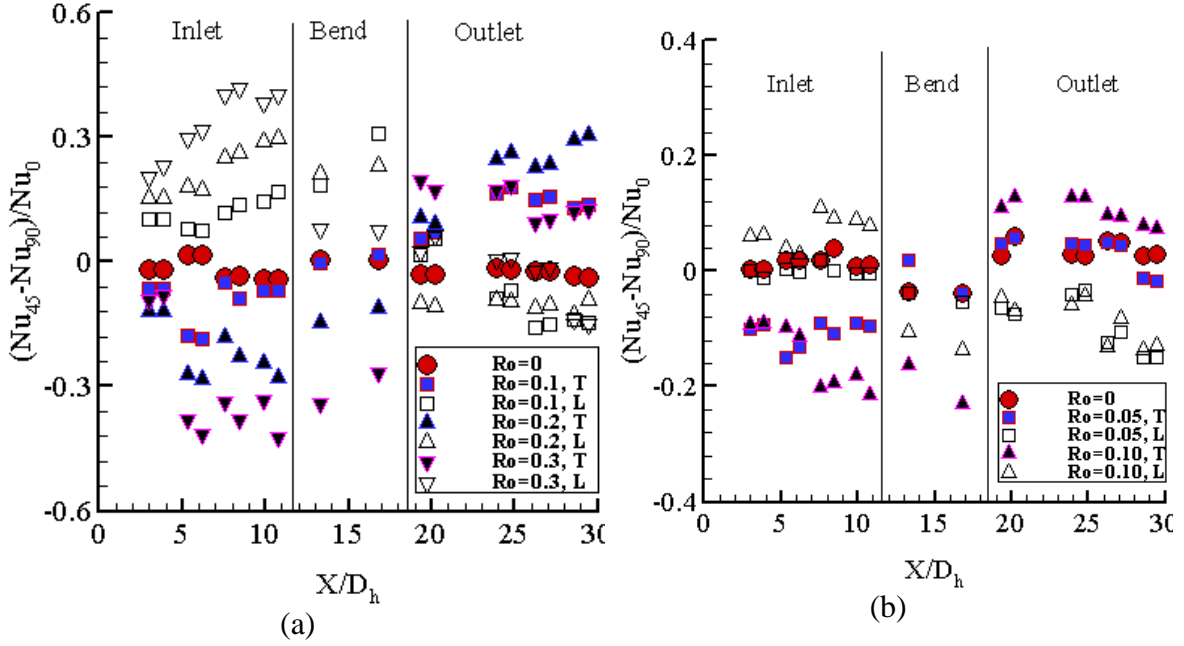 0.6
Inlet
Bend
Outlet
0.3
0
-0.3
-0.6
(Nu45-Nu90)/Nu0
Ro=0
Ro=0.1, T
Ro=0.1, L
Ro=0.2, T
Ro=0.2, L
Ro=0.3, T
Ro=0.3, L
0 5 10 15 20 25 30
X/Dh
(a)
0.4
Inlet
Bend
Outlet
0.2
0
-0.2
-0.4
(Nu45-Nu90)/Nu0
Ro=0
Ro=0.05, T
Ro=0.05, L
Ro=0.10, T
Ro=0.10, L
0 5 10 15 20 25 30
X/Dh
(b)